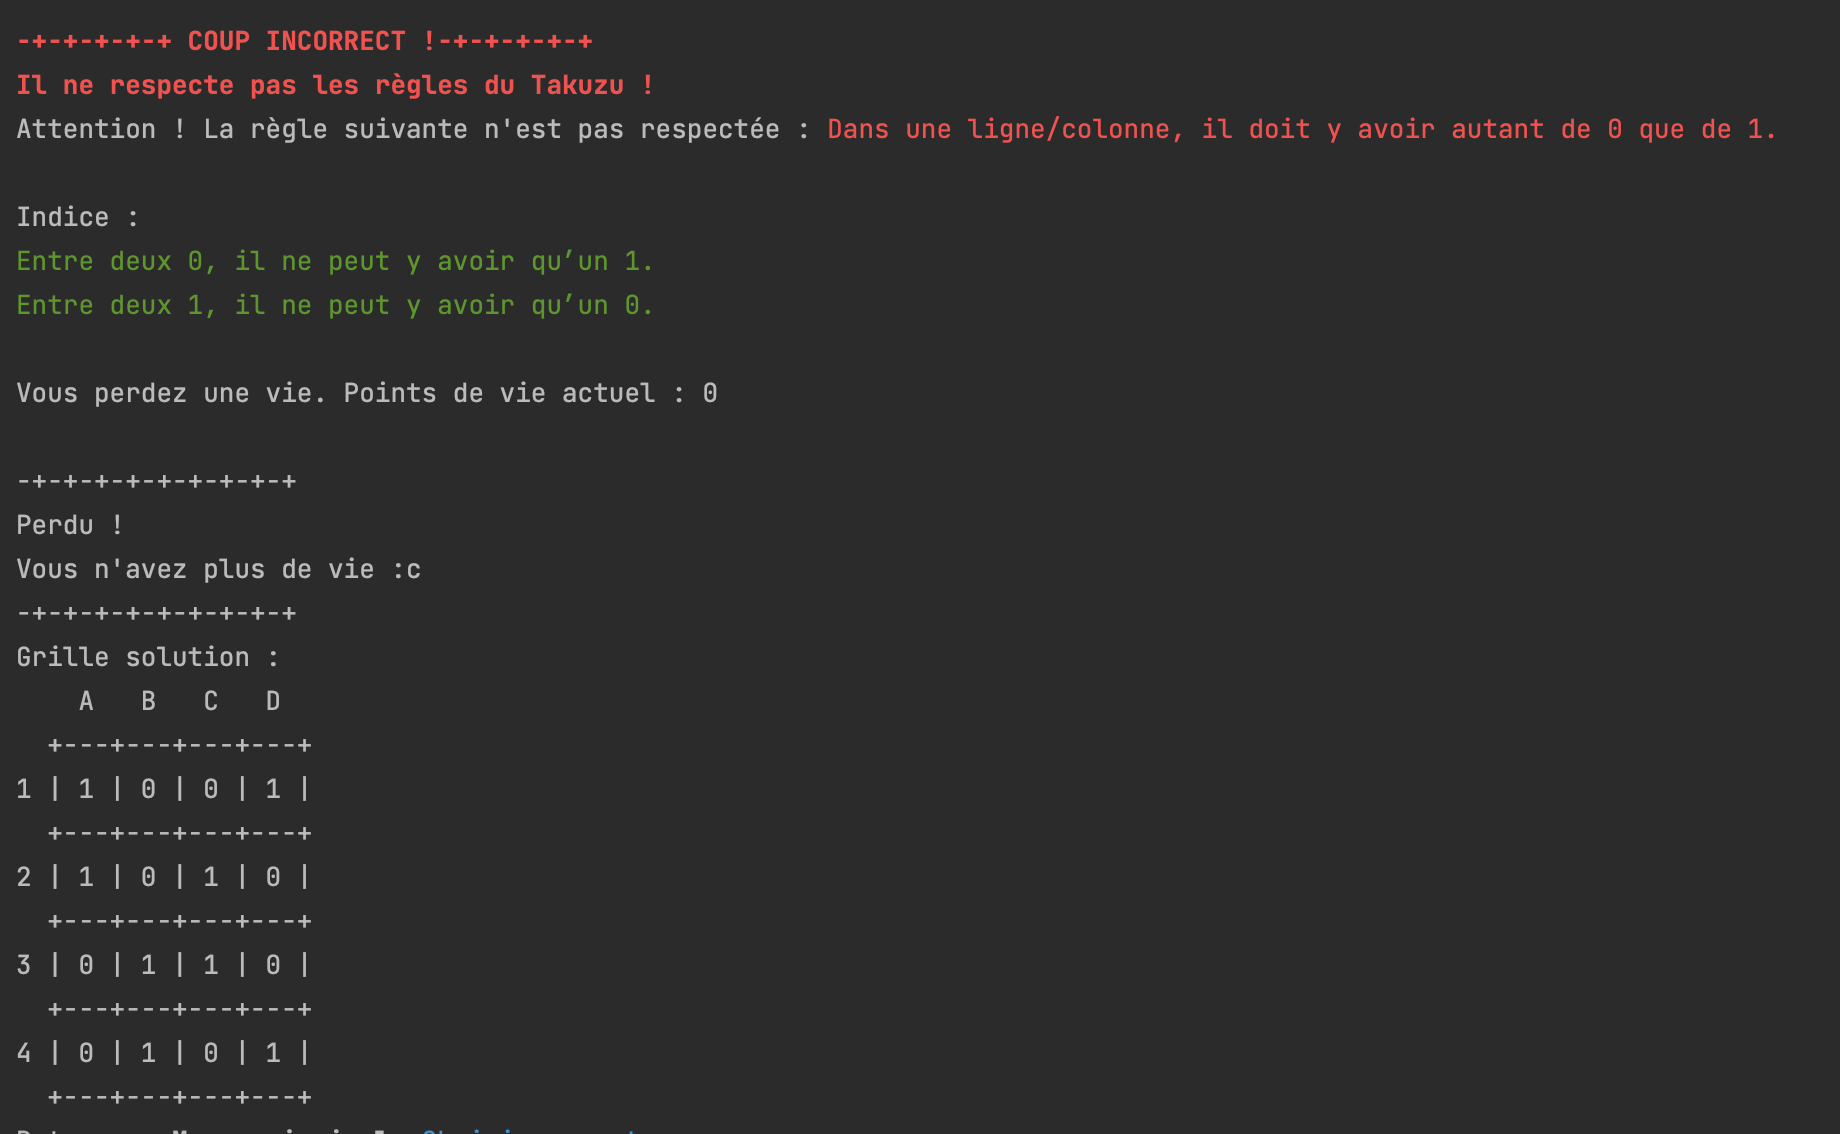 -+-+-+-+-+ COUP INCORRECT !-+-+-+-+-+
Il ne respecte pas les règles du Takuzu !
Attention ! La règle suivante n'est pas respectée : Dans une ligne/colonne, il doit y avoir autant de 0 que de 1.
Indice :
Entre deux 0, il ne peut y avoir qu’un 1.
Entre deux 1, il ne peut y avoir qu’un 0.
Vous perdez une vie. Points de vie actuel : 0
-+-+-+-+-+-+-+-+-+
Perdu !
Vous n'avez plus de vie :c
-+-+-+-+-+-+-+-+-+
Grille solution :
    A   B   C   D
  +---+---+---+---+
1 | 1 | 0 | 0 | 1 |
  +---+---+---+---+
2 | 1 | 0 | 1 | 0 |
  +---+---+---+---+
3 | 0 | 1 | 1 | 0 |
  +---+---+---+---+
4 | 0 | 1 | 0 | 1 |
  +---+---+---+---+